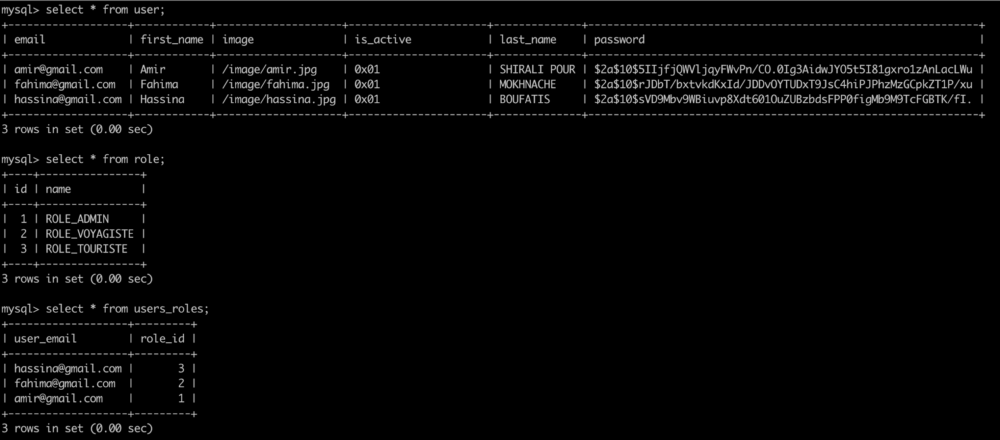 mysql> select * from user;
+-------------------+------------+--------------------+----------------------+--------------+--------------------------------------------------------------+
| email             | first_name | image              | is_active            | last_name    | password                                                     |
+-------------------+------------+--------------------+----------------------+--------------+--------------------------------------------------------------+
| amir@gmail.com    | Amir       | /image/amir.jpg    | 0x01                 | SHIRALI POUR | $2a$10$5IIjfjQWVljqyFWvPn/CO.0Ig3AidwJYO5t5I81gxro1zAnLacLWu |
| fahima@gmail.com  | Fahima     | /image/fahima.jpg  | 0x01                 | MOKHNACHE    | $2a$10$rJDbT/bxtvkdKxId/JDDvOYTUDxT9JsC4hiPJPhzMzGCpkZT1P/xu |
| hassina@gmail.com | Hassina    | /image/hassina.jpg | 0x01                 | BOUFATIS     | $2a$10$sVD9Mbv9WBiuvp8Xdt601OuZUBzbdsFPP0figMb9M9TcFGBTK/fI. |
+-------------------+------------+--------------------+----------------------+--------------+--------------------------------------------------------------+
3 rows in set (0.00 sec)
mysql> select * from role;
+----+----------------+
| id | name           |
+----+----------------+
|  1 | ROLE_ADMIN     |
|  2 | ROLE_VOYAGISTE |
|  3 | ROLE_TOURISTE  |
+----+----------------+
3 rows in set (0.00 sec)
mysql> select * from users_roles;
+-------------------+---------+
| user_email        | role_id |
+-------------------+---------+
| hassina@gmail.com |       3 |
| fahima@gmail.com  |       2 |
| amir@gmail.com    |       1 |
+-------------------+---------+
3 rows in set (0.00 sec)